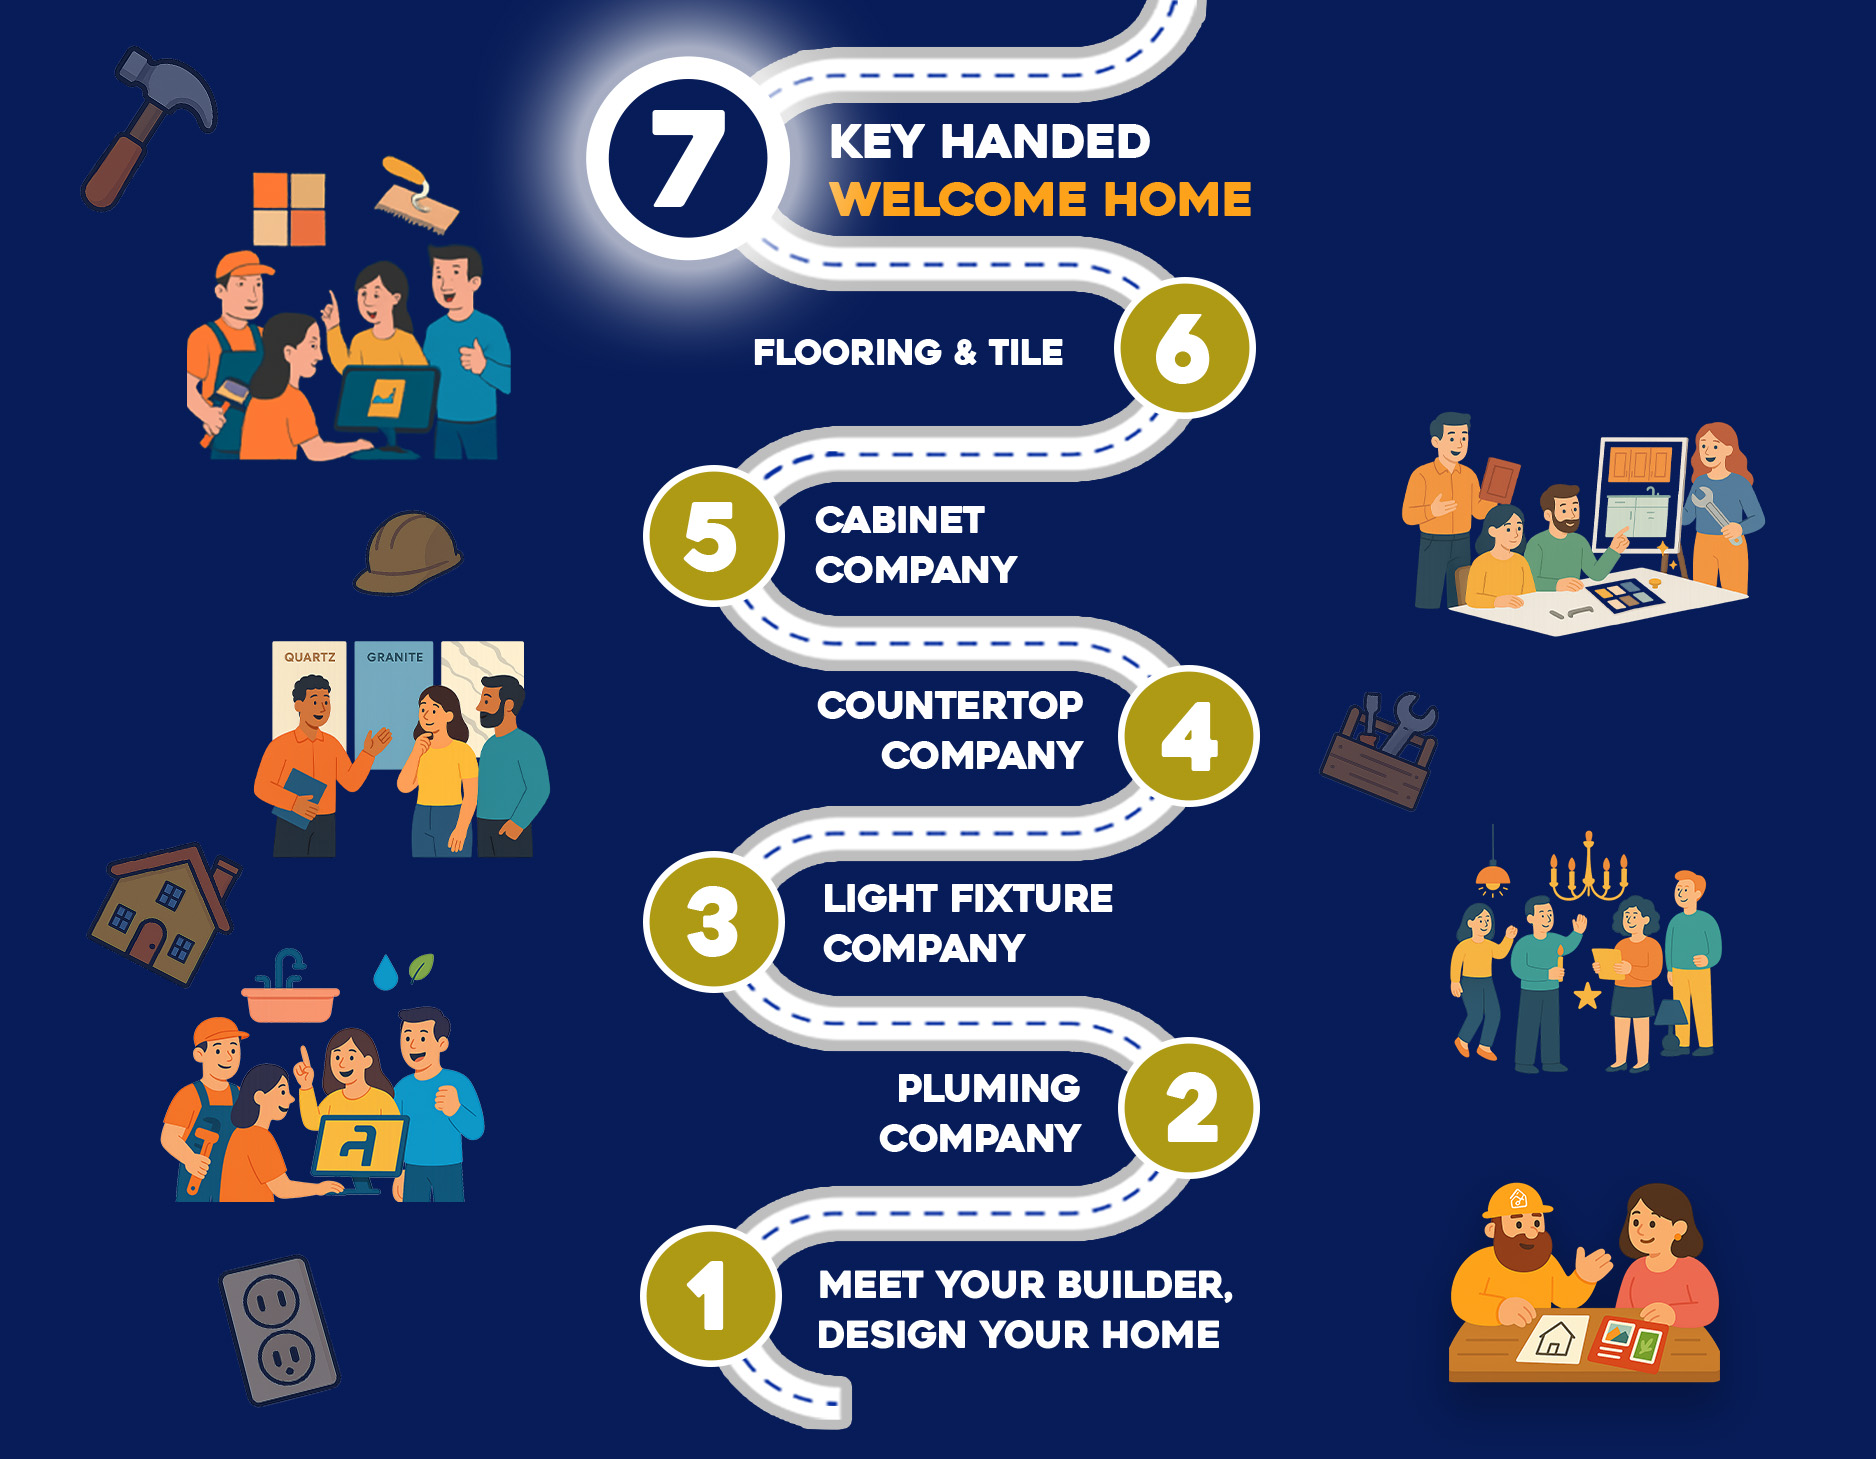 7
KEY HANDED
WELCOME HOME
6
FLOORING & TILE
5
CABINET
COMPANY
QUARTZ
GRANITE
4
COUNTERTOP
COMPANY
3
LIGHT FIXTURE
COMPANY
2
PLUMING
COMPANY
a
1
MEET YOUR BUILDER,
DESIGN YOUR HOME